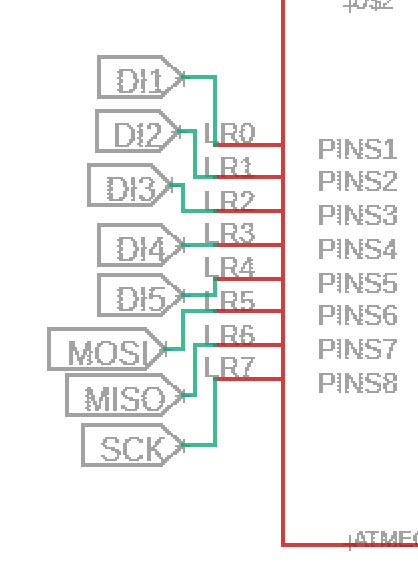 DI1
DI2
DI3
DI4
DI5
MOSI
MISO
SCK
LR0
LR1
LR2
LR3
LR4
LR5
LR6
LR7
PINS1
PINS2
PINS3
PINS4
PINS5
PINS6
PINS7
PINS8